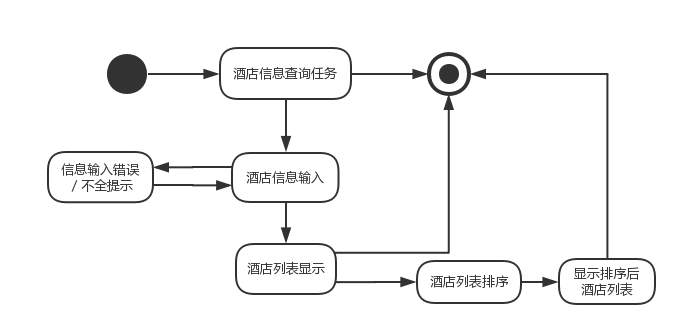 酒店信息查询任务
信息输入错误
/ 不全提示
酒店信息输入
酒店列表显示
酒店列表排序
显示排序后
酒店列表